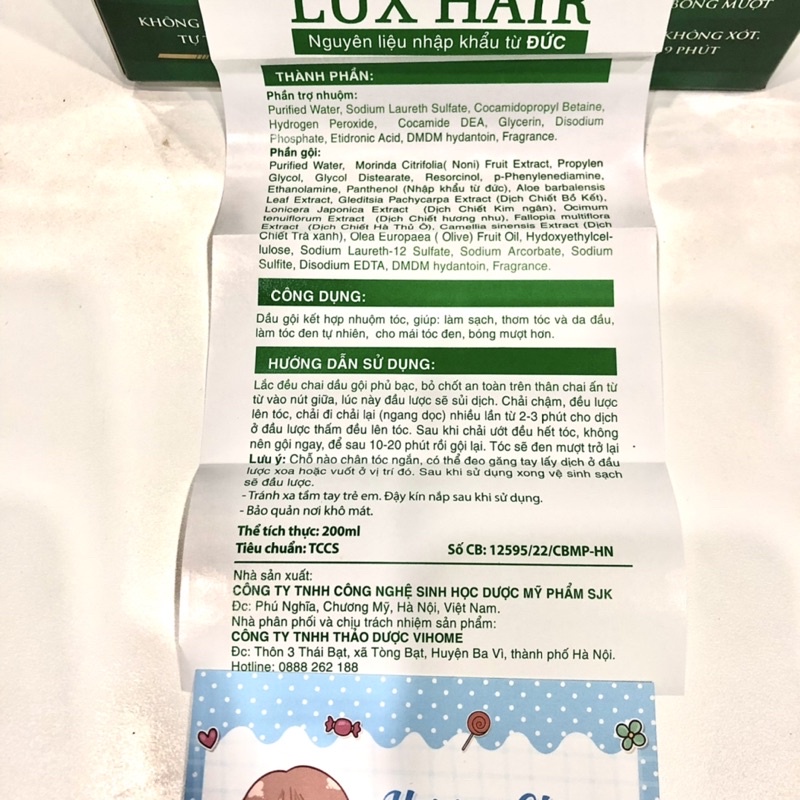 LUX HAIR
Nguyên liệu nhập khẩu từ ĐỨC
KHÔNG
TỰ
BÓNG MƯỢT
KHÔNG XÓT,
9 PHÚT
THÀNH PHẦN:
Phần trợ nhuộm:
Purified Water, Sodium Laureth Sulfate, Cocamidopropyl Betaine,
Hydrogen Peroxide, Cocamide DEA, Glycerin, Disodium
Phosphate, Etidronic Acid, DMDM hydantoin, Fragrance.
Phần gội:
Purified Water, Morinda Citrifolia( Noni) Fruit Extract, Propylen
Glycol, Glycol Distearate, Resorcinol, p-Phenylenediamine,
Ethanolamine, Panthenol (Nhập khẩu từ đức), Aloe barbalensis
Leaf Extract, Gleditsia Pachycarpa Extract (Dịch Chiết Bồ Kết),
Lonicera Japonica Extract (Dịch Chiết Kim ngân), Ocimum
tenuiflorum Extract (Dịch Chiết hương nhu), Fallopia multiflora
Extract (Dịch Chiết Hà Thủ Ô), Camellia sinensis Extract (Dịch
Chiết Trà xanh), Olea Europaea ( Olive) Fruit Oil, Hydoxyethylcel-
lulose, Sodium Laureth-12 Sulfate, Sodium Arcorbate, Sodium
Sulfite, Disodium EDTA, DMDM hydantoin, Fragrance.
CÔNG DỤNG:
Dầu gội kết hợp nhuộm tóc, giúp: làm sạch, thơm tóc và da đầu,
làm tóc đen tự nhiên, cho mái tóc đen, bóng mượt hơn.
HƯỚNG DẪN SỬ DỤNG:
Lắc đều chai dầu gội phủ bạc, bỏ chốt an toàn trên thân chai ấn từ
từ vào nút giữa, lúc này đầu lược sẽ sủi dịch. Chải chậm, đều lược
lên tóc, chải đi chải lại (ngang dọc) nhiều lần từ 2-3 phút cho dịch
ở đầu lược thấm đều lên tóc. Sau khi chải ướt đều hết tóc, không
nên gội ngay, để sau 10-20 phút rồi gội lại. Tóc sẽ đen mượt trở lại
Lưu ý: Chỗ nào chân tóc ngắn, có thể đeo găng tay lấy dịch ở đầu
lược xoa hoặc vuốt ở vị trí đó. Sau khi sử dụng xong vệ sinh sạch
sẽ đầu lược.
- Tránh xa tầm tay trẻ em. Đậy kín nắp sau khi sử dụng.
- Bảo quản nơi khô mát.
Thể tích thực: 200ml
Tiêu chuẩn: TCCS Số CB: 12595/22/CBMP-HN
Nhà sản xuất:
CÔNG TY TNHH CÔNG NGHỆ SINH HỌC DƯỢC MỸ PHẨM SJK
Đc: Phú Nghĩa, Chương Mỹ, Hà Nội, Việt Nam.
Nhà phân phối và chịu trách nhiệm sản phẩm:
CÔNG TY TNHH THẢO DƯỢC VIHOME
Đc: Thôn 3 Thái Bạt, xã Tòng Bạt, Huyện Ba Vì, thành phố Hà Nội.
Hotline: 0888 262 188